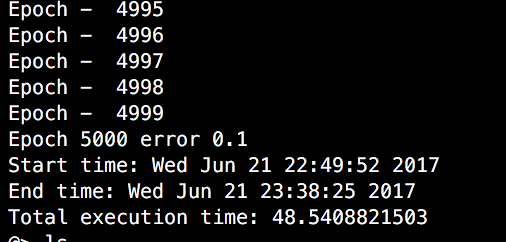 Epoch -  4995
Epoch -  4996
Epoch -  4997
Epoch -  4998
Epoch -  4999
Epoch 5000 error 0.1
Start time: Wed Jun 21 22:49:52 2017
End time: Wed Jun 21 23:38:25 2017
Total execution time: 48.5408821503
@> ls